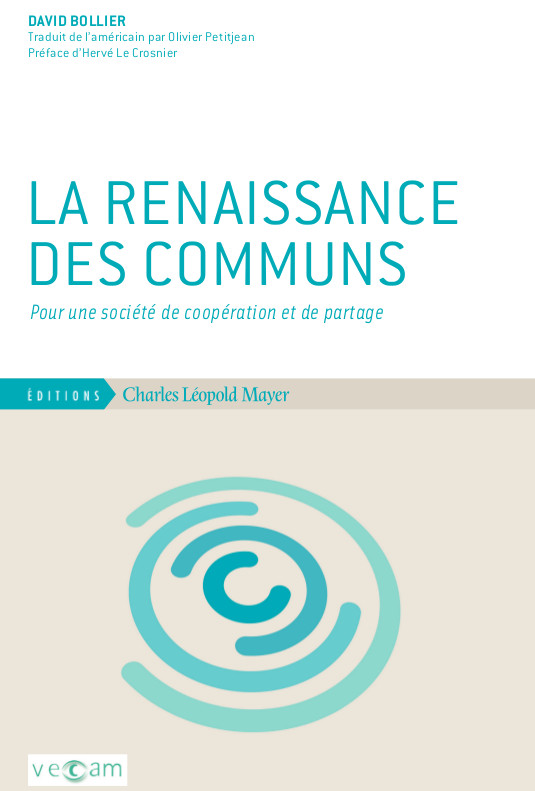 DAVID BOLLIER
Traduit de l'américain par Olivier Petitjean
Préface d'Hervé Le Crosnier
LA RENAISSANCE
DES COMMUNS
Pour une société de coopération et de partage
ÉDITIONS Charles Léopold Mayer
vecam